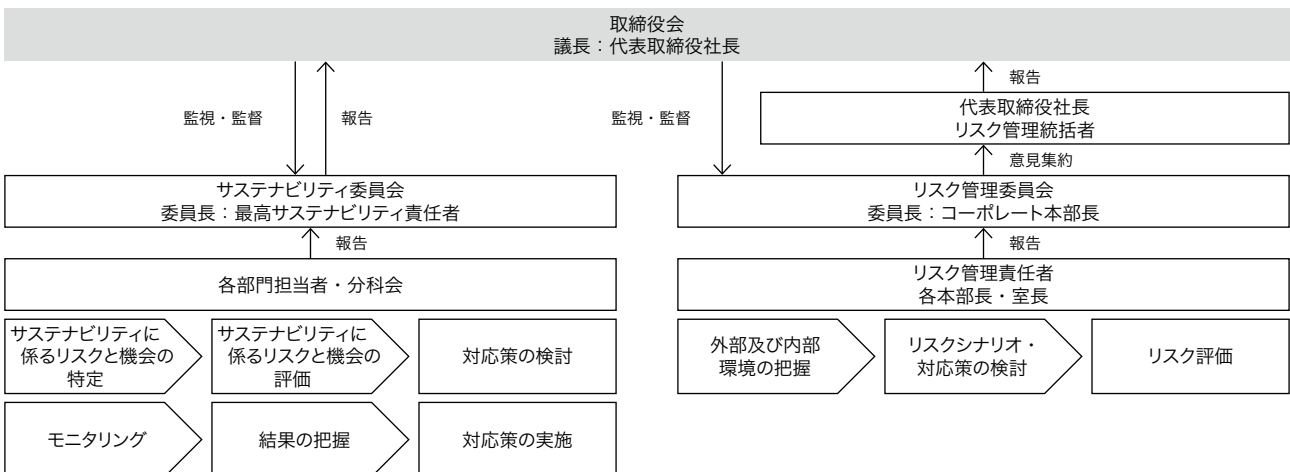 取締役会
議長：代表取締役社長
監視・監督
報告
監視・監督
報告
代表取締役社長
リスク管理統括者
意見集約
サステナビリティ委員会
委員長：最高サステナビリティ責任者
リスク管理委員会
委員長：コーポレート本部長
報告
報告
各部門担当者・分科会
リスク管理責任者
各本部長・室長
サステナビリティに
係るリスクと機会の
特定
サステナビリティに
係るリスクと機会の
評価
対応策の検討
外部及び内部
環境の把握
リスクシナリオ・
対応策の検討
リスク評価
モニタリング
結果の把握
対応策の実施